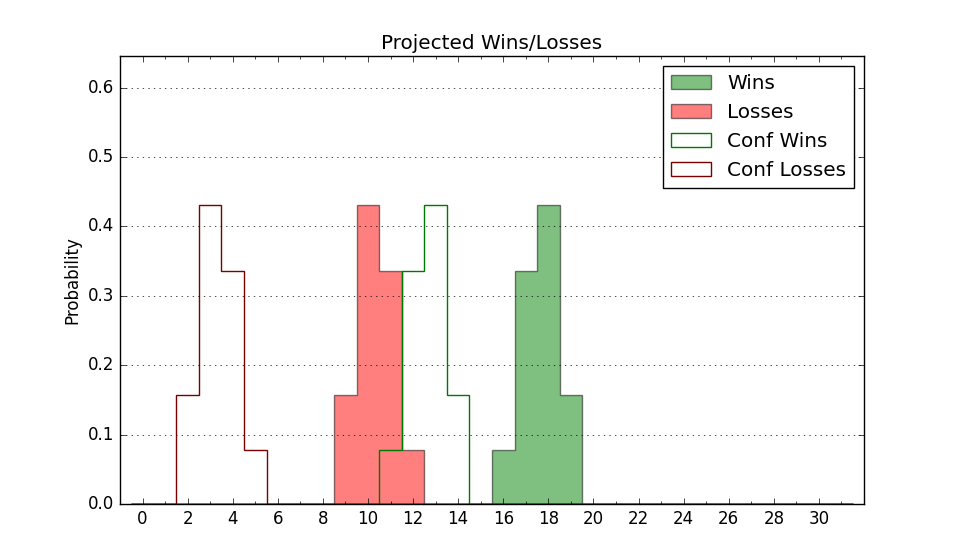 Projected Wins/Losses
Wins
Losses
Conf Wins
Conf Losses
Probability
0.6
0.5
0.4
0.3
0.2
0.1
0.0
0 2 4 6 8 10 12 14 16 18 20 22 24 26 28 30